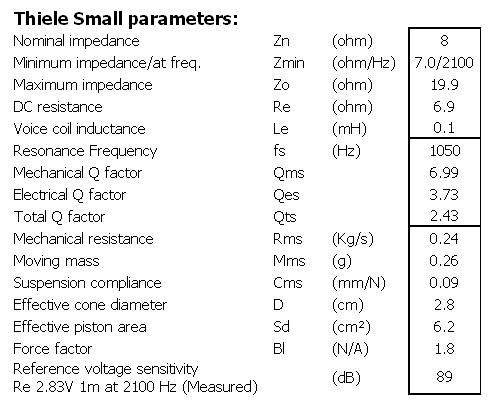 Thiele Small parameters:
Nominal impedance Zn (ohm) 8
Minimum impedance/at freq. Zmin (ohm/Hz) 7.0/2100
Maximum impedance Zo (ohm) 19.9
DC resistance Re (ohm) 6.9
Voice coil inductance Le (mH) 0.1
Resonance Frequency fs (Hz) 1050
Mechanical Q factor Qms 6.99
Electrical Q factor Qes 3.73
Total Q factor Qts 2.43
Mechanical resistance Rms (Kg/s) 0.24
Moving mass Mms (g) 0.26
Suspension compliance Cms (mm/N) 0.09
Effective cone diameter D (cm) 2.8
Effective piston area Sd (cm²) 6.2
Force factor Bl (N/A) 1.8
Reference voltage sensitivity
Re 2.83V 1m at 2100 Hz (Measured) (dB) 89